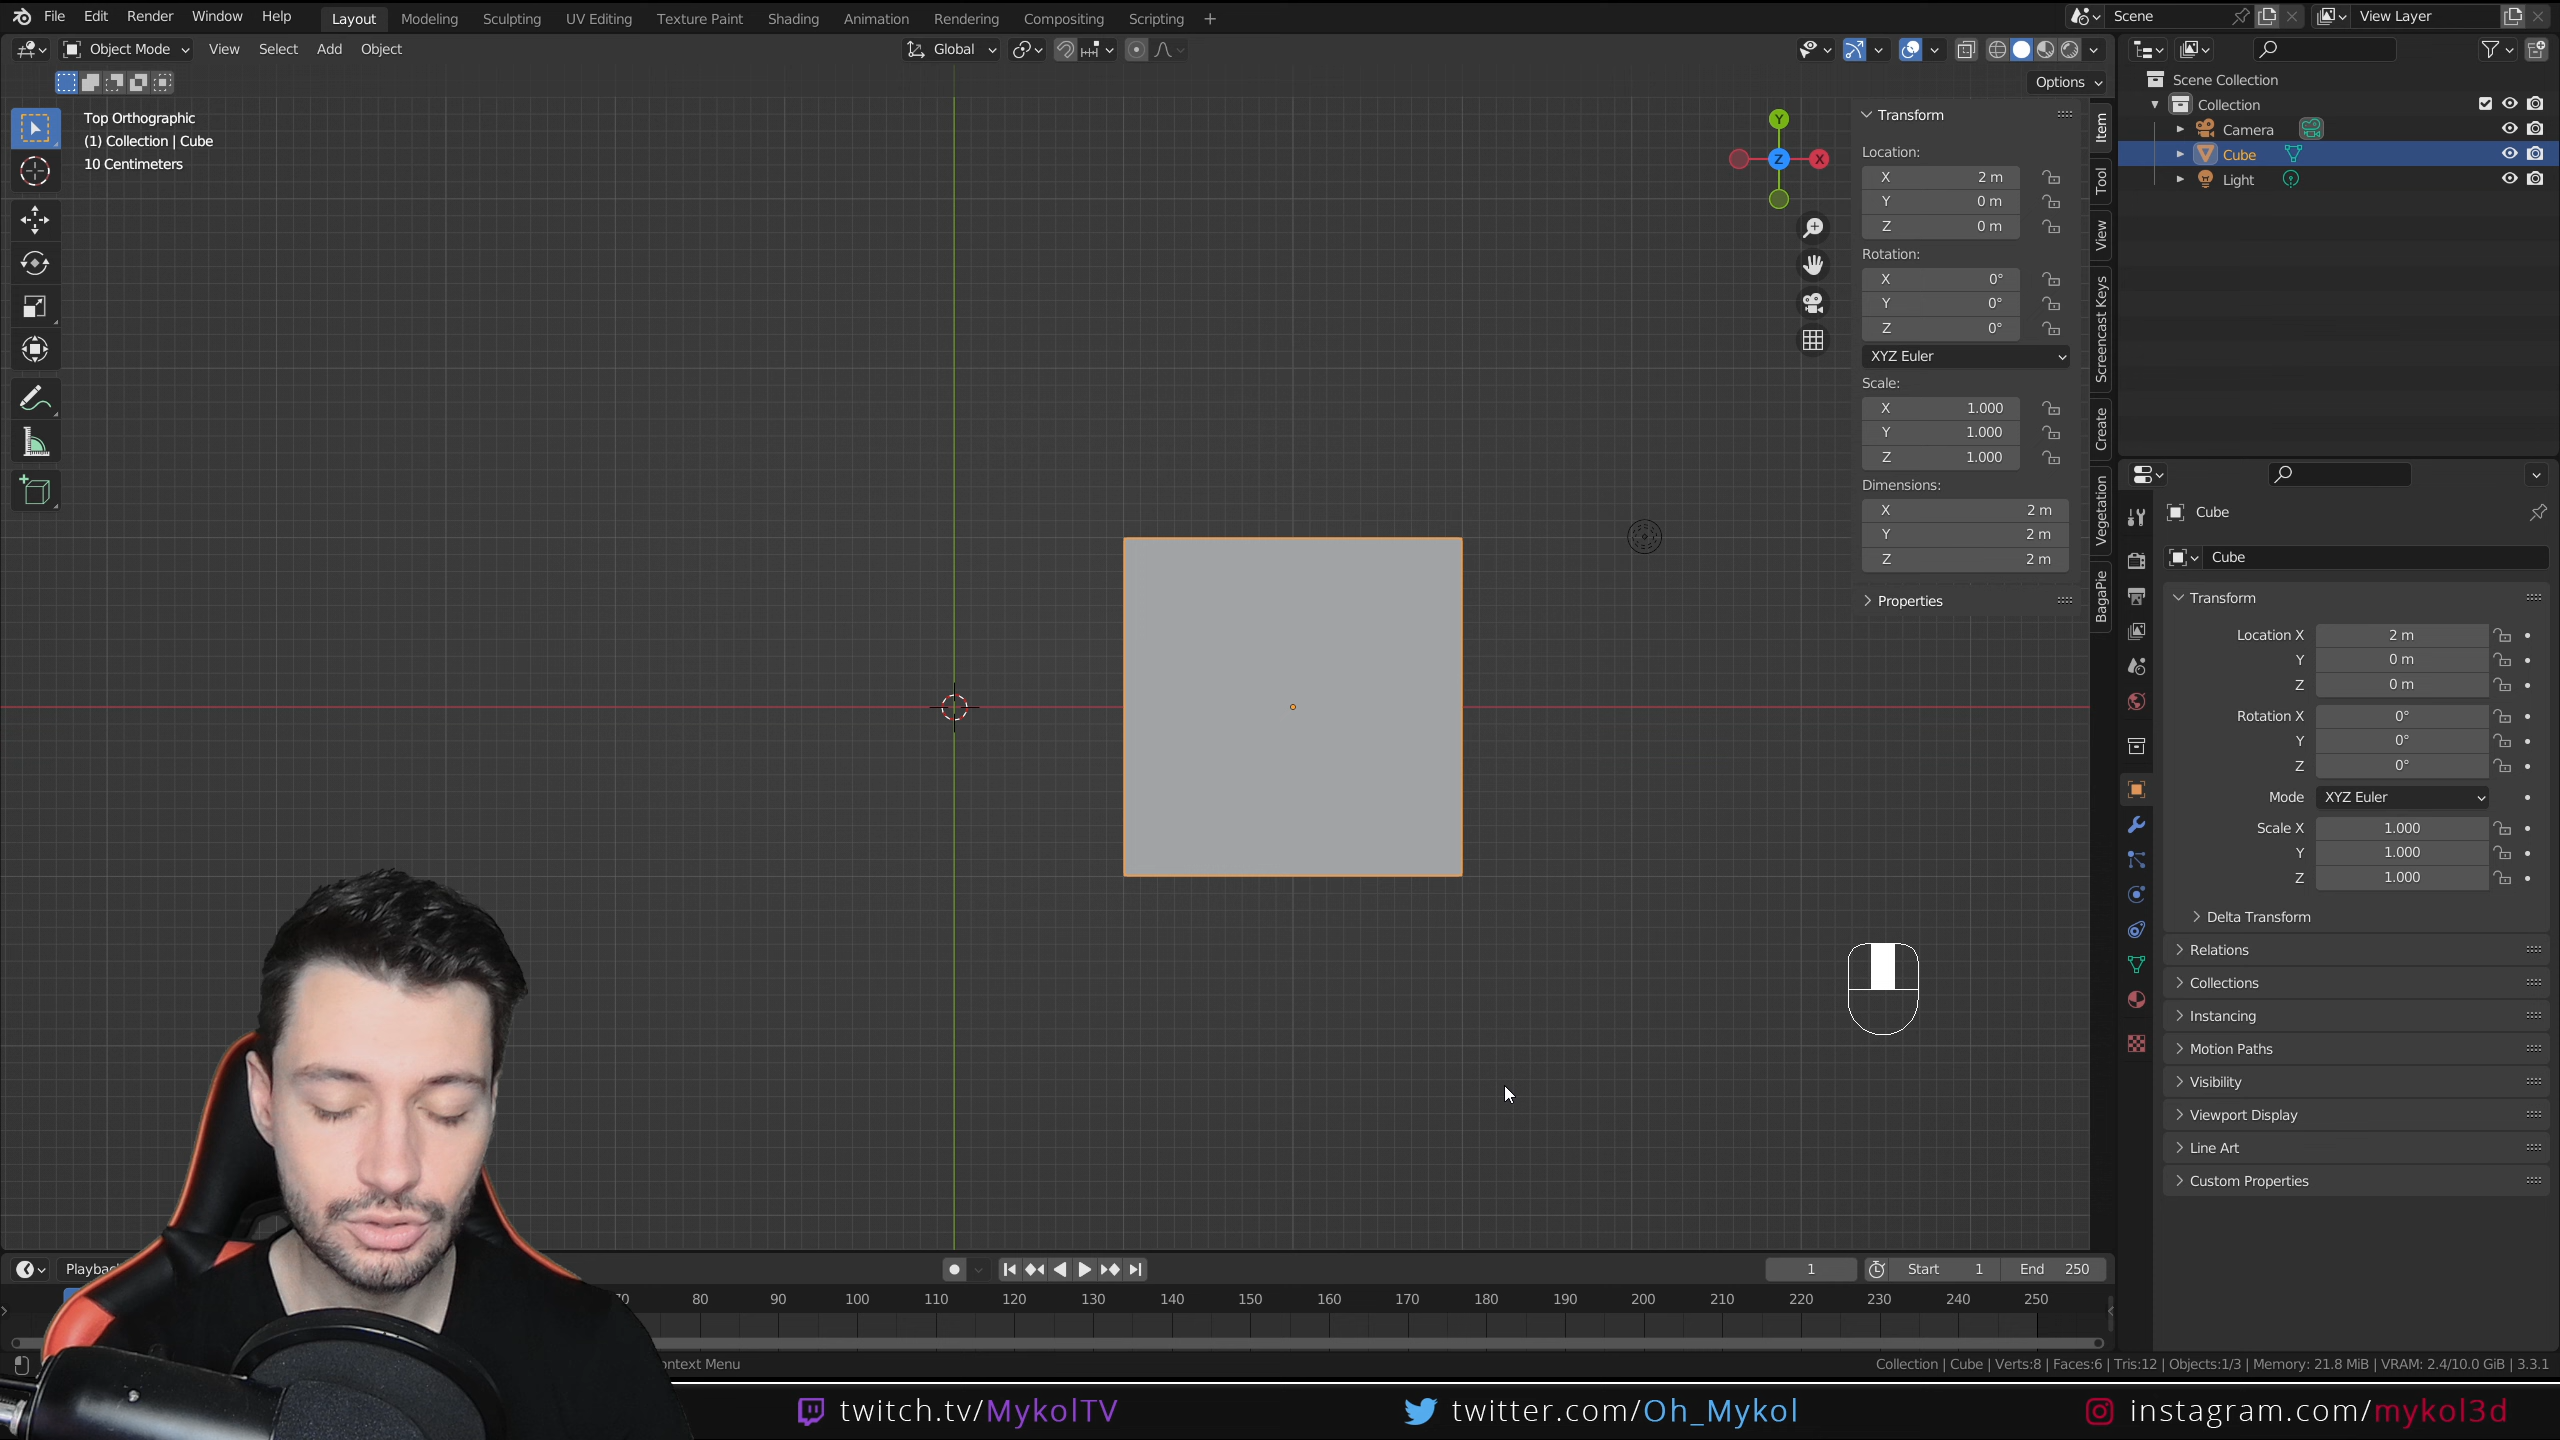 File Edit Render Window Help Layout Modeling Sculpting UV Editing Texture Paint Shading Animation Rendering Compositing Scripting + Scene View Layer
Object Mode View Select Add Object Global
Options
Top Orthographic
(1) Collection | Cube
10 Centimeters
Y
Z
X
Transform
Location:
X 2 m
Y 0 m
Z 0 m
Rotation:
X 0°
Y 0°
Z 0°
XYZ Euler
Scale:
X 1.000
Y 1.000
Z 1.000
Dimensions:
X 2 m
Y 2 m
Z 2 m
Properties
Item
Tool
View
Screencast Keys
Create
Vegetation
BagaPie
Scene Collection
Collection
Camera
Cube
Light
Cube
Cube
Transform
Location X 2 m
Y 0 m
Z 0 m
Rotation X 0°
Y 0°
Z 0°
Mode XYZ Euler
Scale X 1.000
Y 1.000
Z 1.000
Delta Transform
Relations
Collections
Instancing
Motion Paths
Visibility
Viewport Display
Line Art
Custom Properties
1 Start 1 End 250
80 90 100 110 120 130 140 150 160 170 180 190 200 210 220 230 240 250
Menu
Collection | Cube | Verts:8 | Faces:6 | Tris:12 | Objects:1/3 | Memory: 21.8 MiB | VRAM: 2.4/10.0 GiB | 3.3.1
twitch.tv/MykolTV twitter.com/Oh_Mykol instagram.com/mykol3d